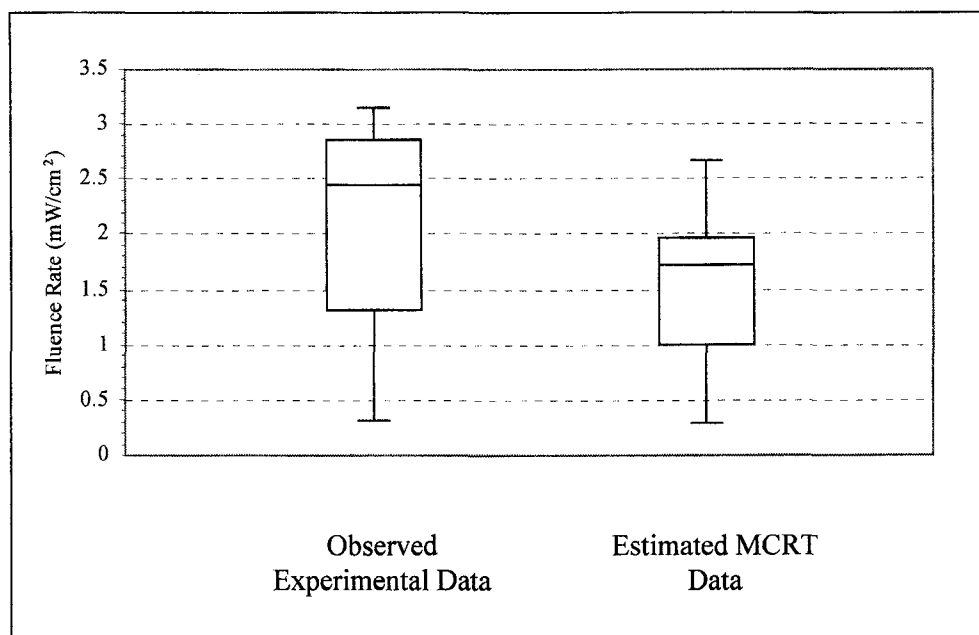 3.5
3
2.5
2
1.5
1
0.5
0
Fluence Rate (mW/cm²)
Observed
Experimental Data
Estimated MCRT
Data